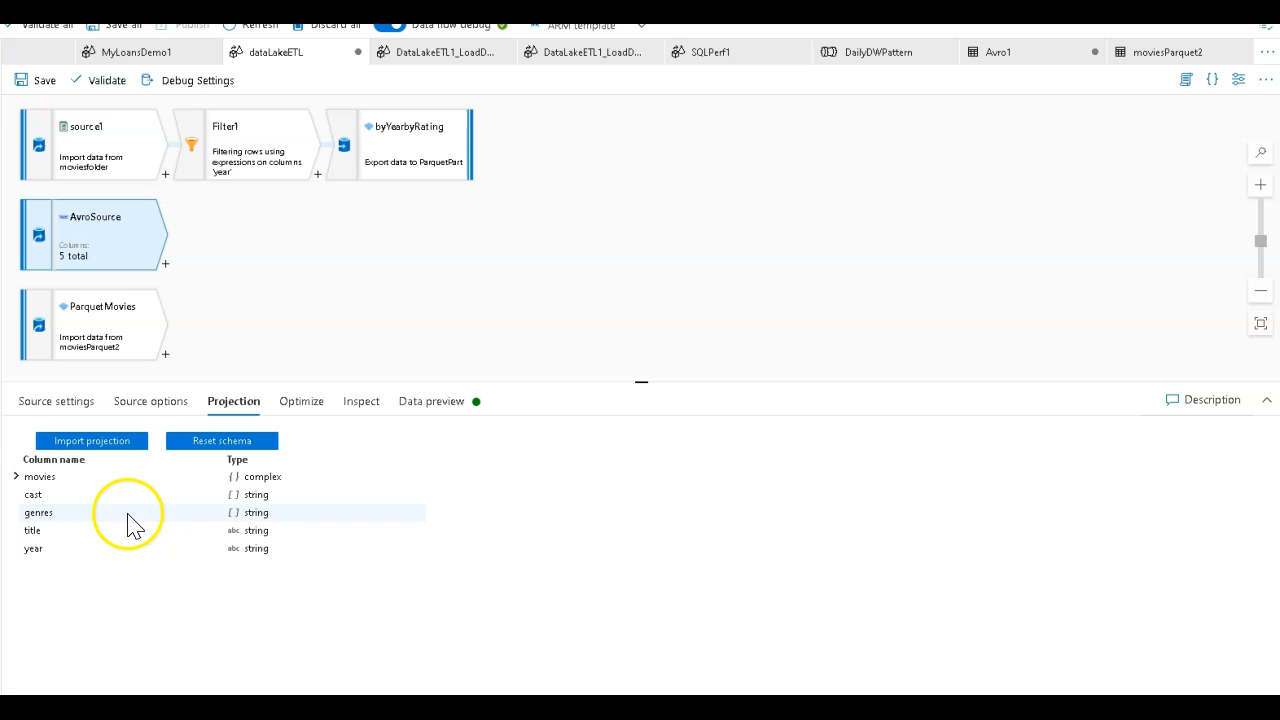 Validate all Save all Publish Refresh Discard all Data flow debug ARM template
MyLoansDemo1 dataLakeETL DataLakeETL1_LoadD... DataLakeETL1_LoadD... SQLPerf1 DailyDWPattern Avro1 moviesParquet2 ...
Save Validate Debug Settings {} ...
source1
Import data from
moviesfolder
+
Filter1
Filtering rows using
expressions on columns
'year'
+
byYearbyRating
Export data to ParquetPart
AvroSource
Columns:
5 total
+
ParquetMovies
Import data from
moviesParquet2
+
Source settings Source options Projection Optimize Inspect Data preview Description
Import projection Reset schema
Column name Type
movies {} complex
cast [] string
genres [] string
title abc string
year abc string